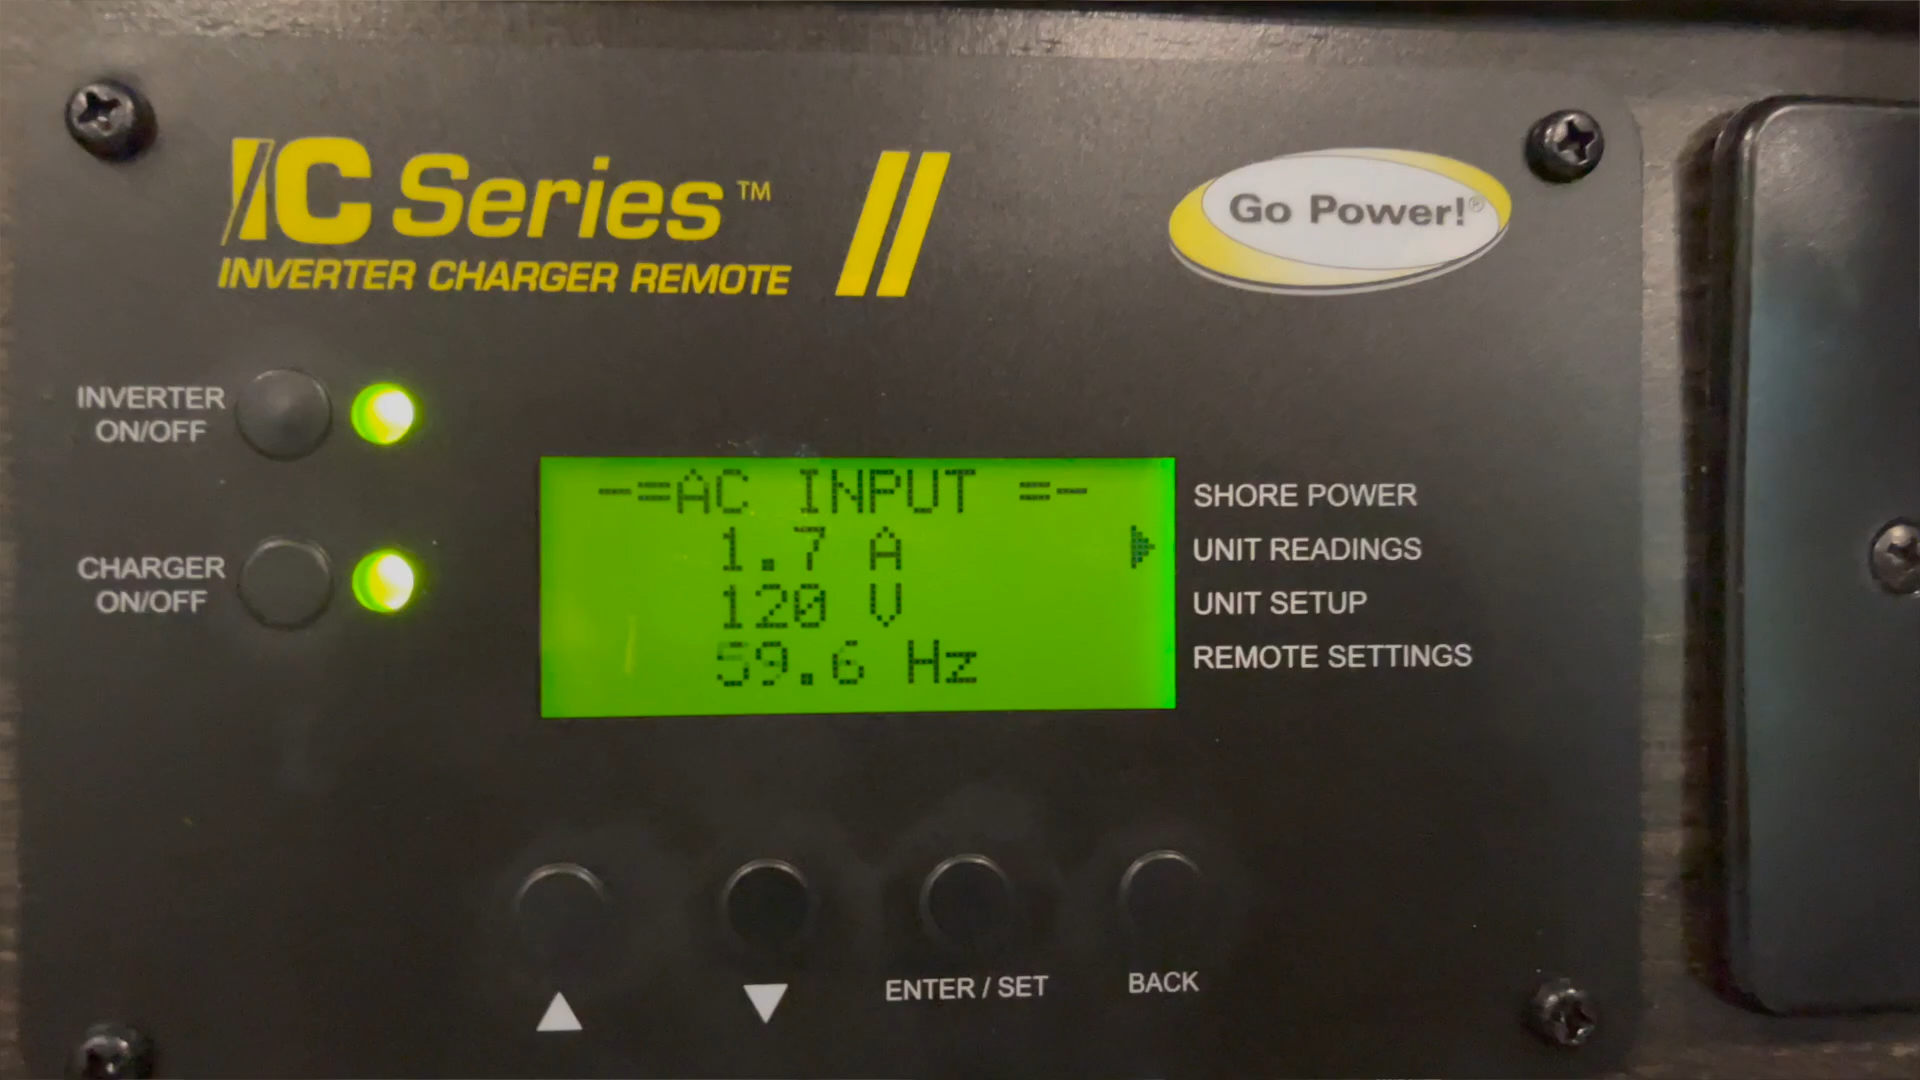 IC Series™ II
INVERTER CHARGER REMOTE
Go Power!®
INVERTER
ON/OFF
CHARGER
ON/OFF
-=AC INPUT =-
1.7 A
120 V
59.6 Hz
SHORE POWER
UNIT READINGS
UNIT SETUP
REMOTE SETTINGS
ENTER / SET
BACK